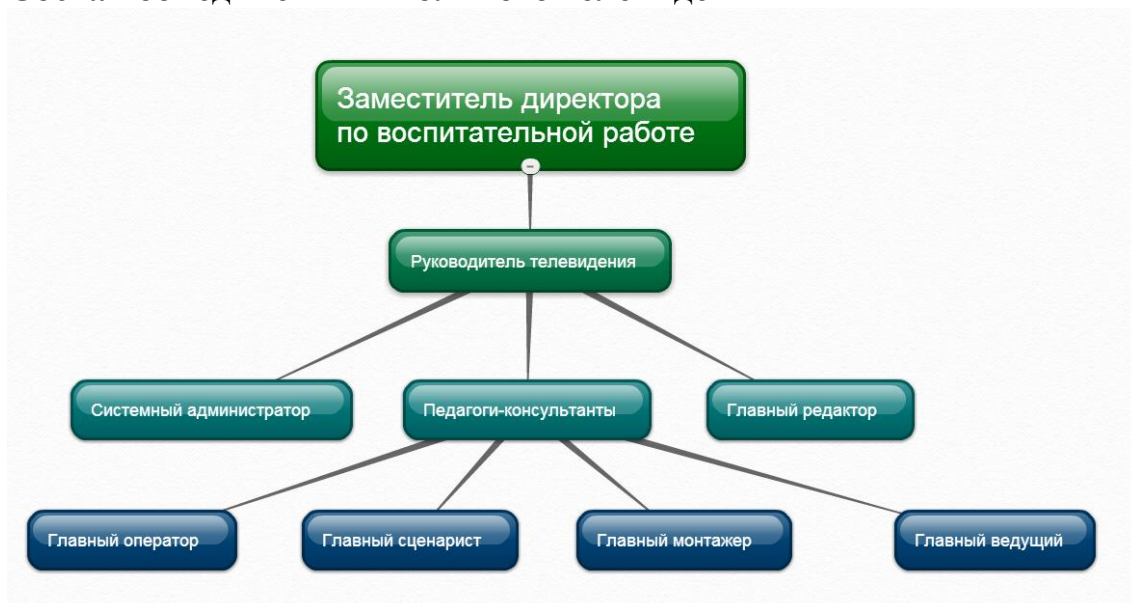 Заместитель директора
по воспитательной работе
Руководитель телевидения
Системный администратор
Педагоги-консультанты
Главный редактор
Главный оператор
Главный сценарист
Главный монтажер
Главный ведущий